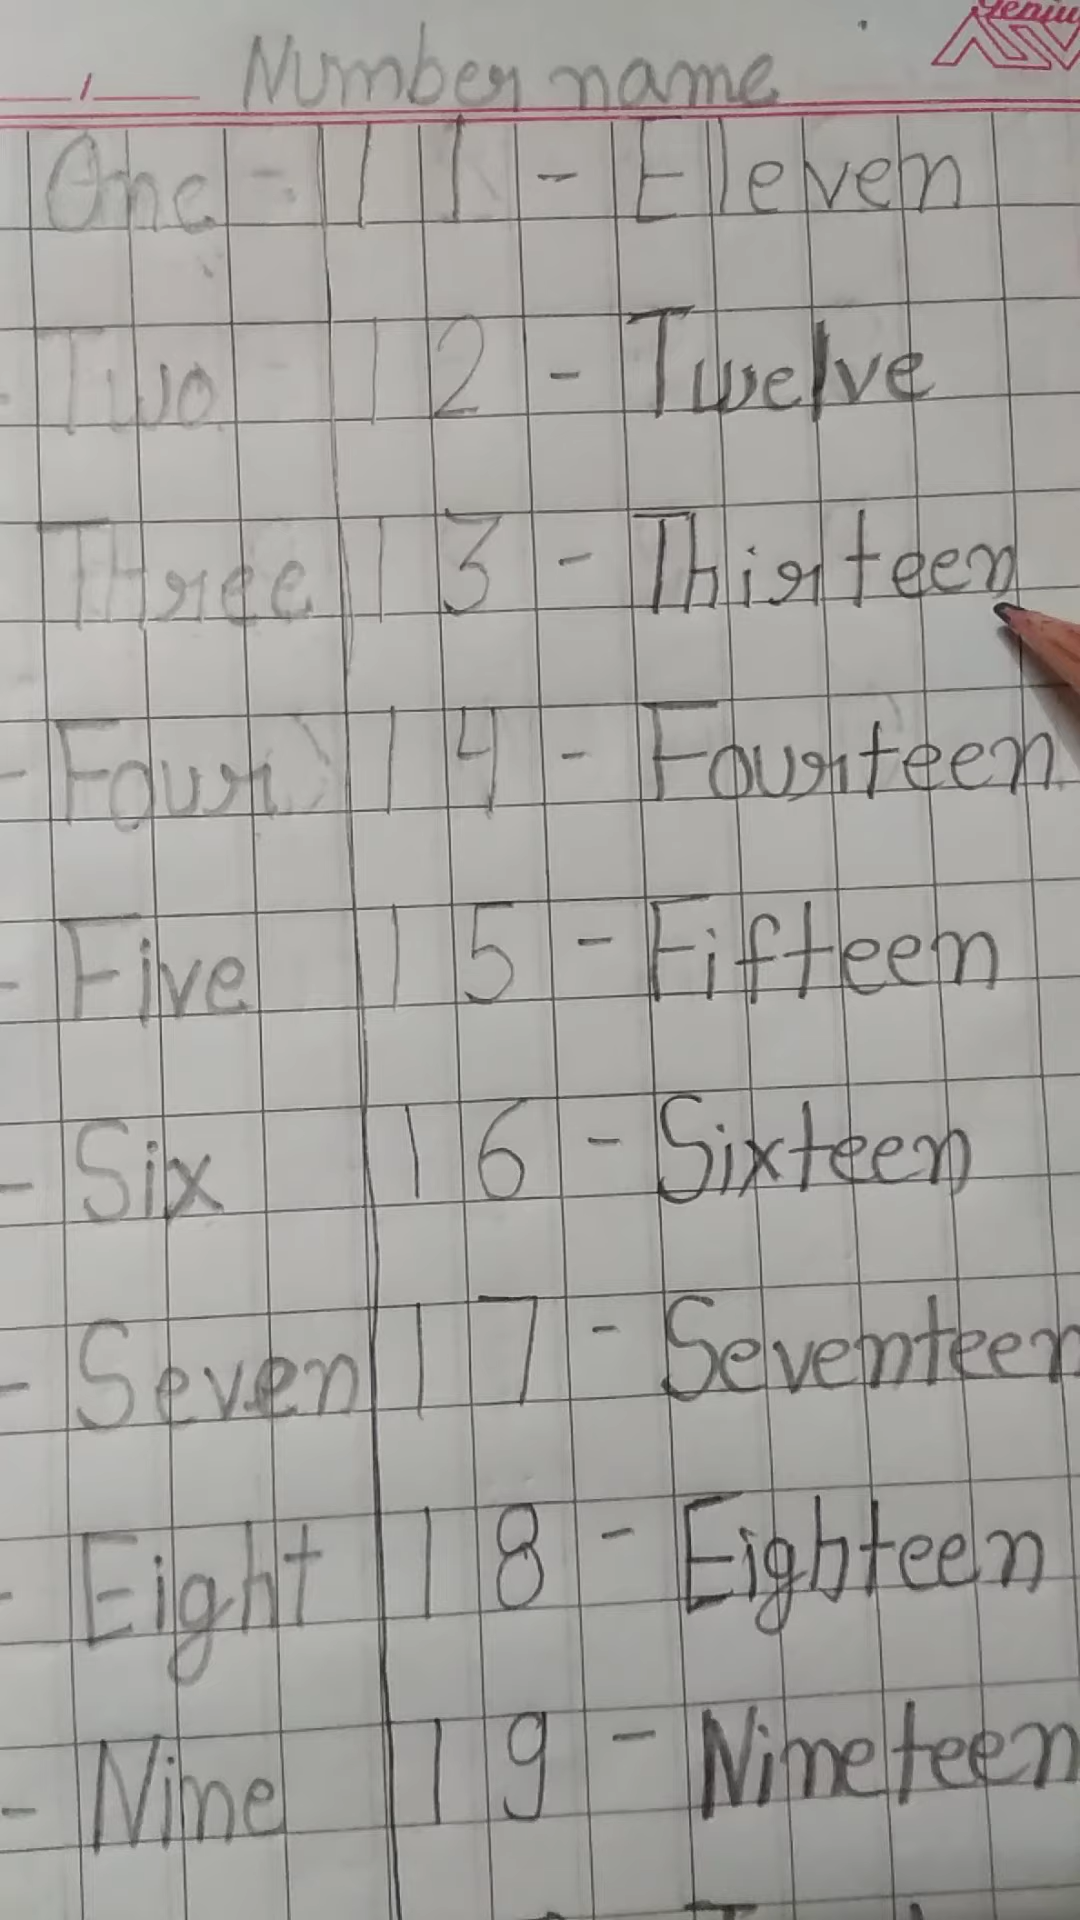 Number name
One - 11 - Eleven
Two 12 - Twelve
Three 13 - Thirteen
- Four 14 - Fourteen
- Five 15 - Fifteen
- Six 16 - Sixteen
- Seven 17 - Seventeen
- Eight 18 - Eighteen
- Nine 19 - Nineteen